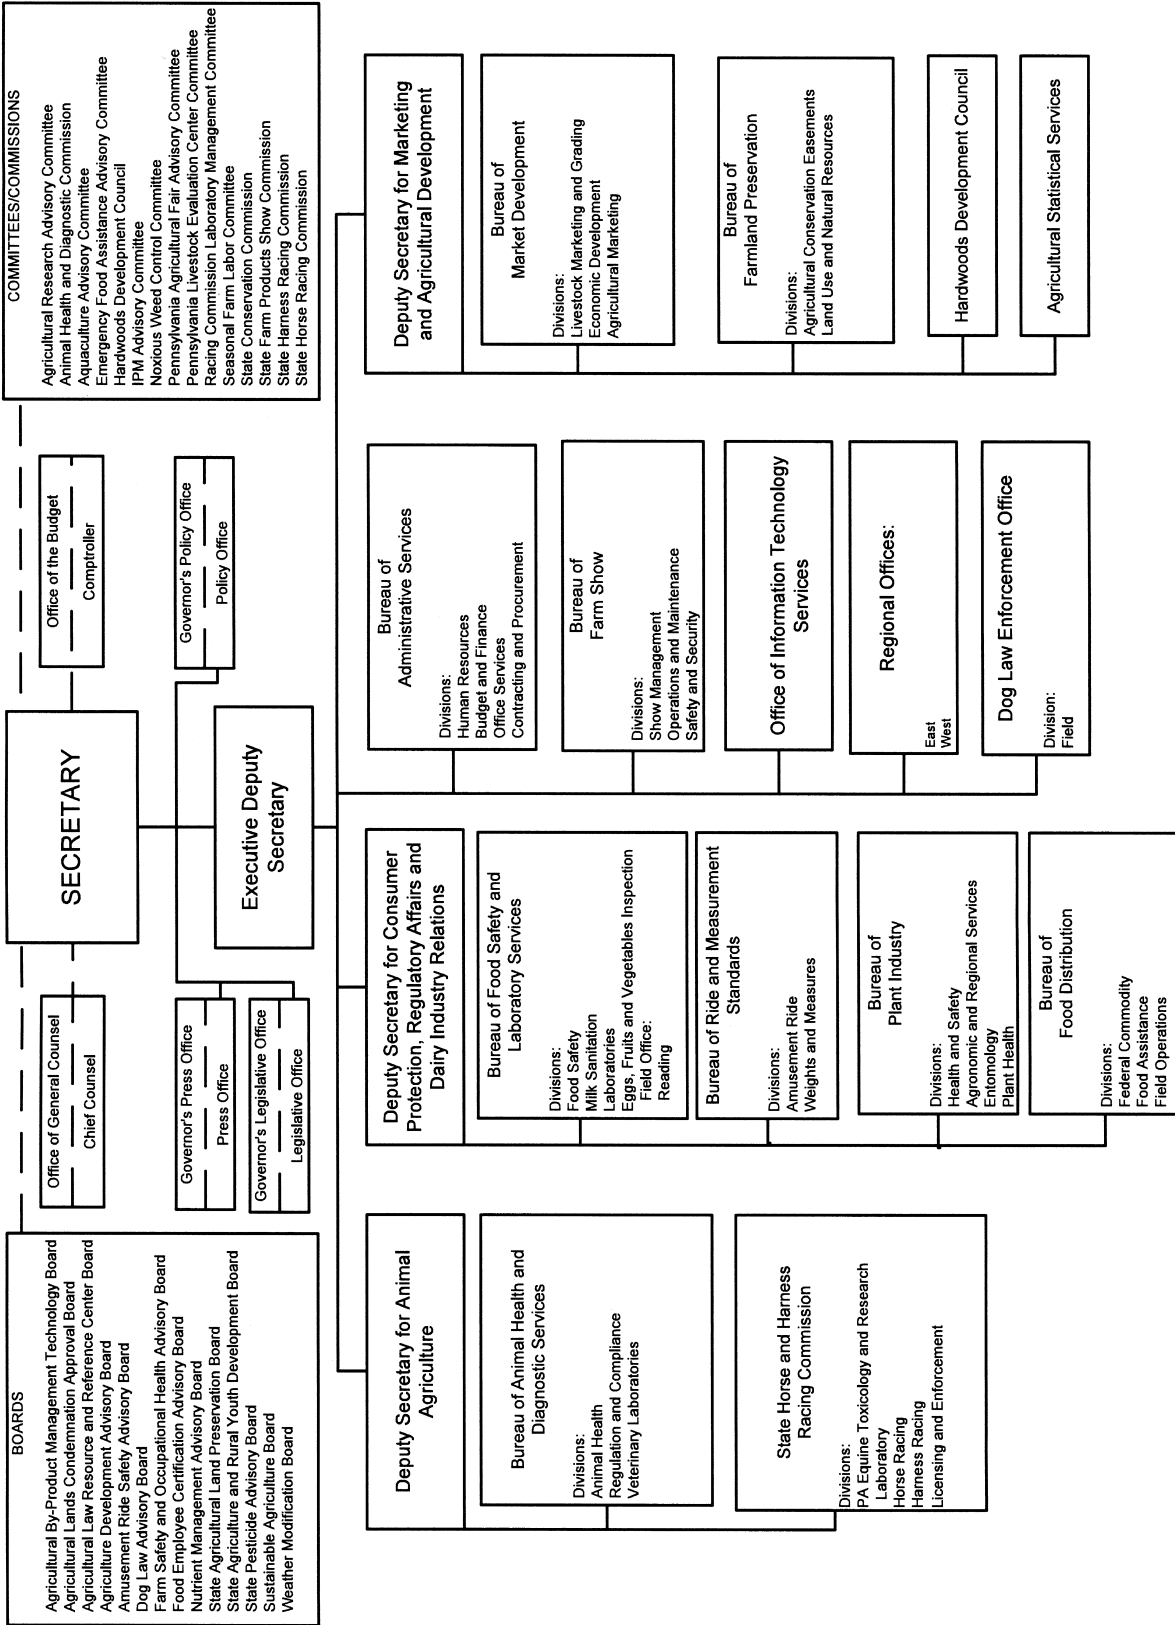 BOARDS
Agricultural By-Product Management Technology Board
Agricultural Lands Condemnation Approval Board
Agricultural Law Resource and Reference Center Board
Agriculture Development Advisory Board
Amusement Ride Safety Advisory Board
Dog Law Advisory Board
Farm Safety and Occupational Health Advisory Board
Food Employee Certification Advisory Board
Nutrient Management Advisory Board
State Agricultural Land Preservation Board
State Agriculture and Rural Youth Development Board
State Pesticide Advisory Board
Sustainable Agriculture Board
Weather Modification Board
SECRETARY
COMMITTEES/COMMISSIONS
Agricultural Research Advisory Committee
Animal Health and Diagnostic Commission
Aquaculture Advisory Committee
Emergency Food Assistance Advisory Committee
Hardwoods Development Council
IPM Advisory Committee
Noxious Weed Control Committee
Pennsylvania Agricultural Fair Advisory Committee
Pennsylvania Livestock Evaluation Center Committee
Racing Commission Laboratory Management Committee
Seasonal Farm Labor Committee
State Conservation Commission
State Farm Products Show Commission
State Harness Racing Commission
State Horse Racing Commission
Office of General Counsel
Chief Counsel
Office of the Budget
Comptroller
Governor's Press Office
Press Office
Governor's Legislative Office
Legislative Office
Governor's Policy Office
Policy Office
Executive Deputy
Secretary
Deputy Secretary for Animal
Agriculture
Bureau of Animal Health and
Diagnostic Services
Divisions:
Animal Health
Regulation and Compliance
Veterinary Laboratories
State Horse and Harness
Racing Commission
Divisions:
PA Equine Toxicology and Research
Laboratory
Horse Racing
Harness Racing
Licensing and Enforcement
Deputy Secretary for Consumer
Protection, Regulatory Affairs and
Dairy Industry Relations
Bureau of Food Safety and
Laboratory Services
Divisions:
Food Safety
Milk Sanitation
Laboratories
Eggs, Fruits and Vegetables Inspection
Field Office:
Reading
Bureau of Ride and Measurement
Standards
Divisions:
Amusement Ride
Weights and Measures
Bureau of
Plant Industry
Divisions:
Health and Safety
Agronomic and Regional Services
Entomology
Plant Health
Bureau of
Food Distribution
Divisions:
Federal Commodity
Food Assistance
Field Operations
Bureau of
Administrative Services
Divisions:
Human Resources
Budget and Finance
Office Services
Contracting and Procurement
Bureau of
Farm Show
Divisions:
Show Management
Operations and Maintenance
Safety and Security
Office of Information Technology
Services
Regional Offices:
East
West
Dog Law Enforcement Office
Division:
Field
Deputy Secretary for Marketing
and Agricultural Development
Bureau of
Market Development
Divisions:
Livestock Marketing and Grading
Economic Development
Agricultural Marketing
Bureau of
Farmland Preservation
Divisions:
Agricultural Conservation Easements
Land Use and Natural Resources
Hardwoods Development Council
Agricultural Statistical Services